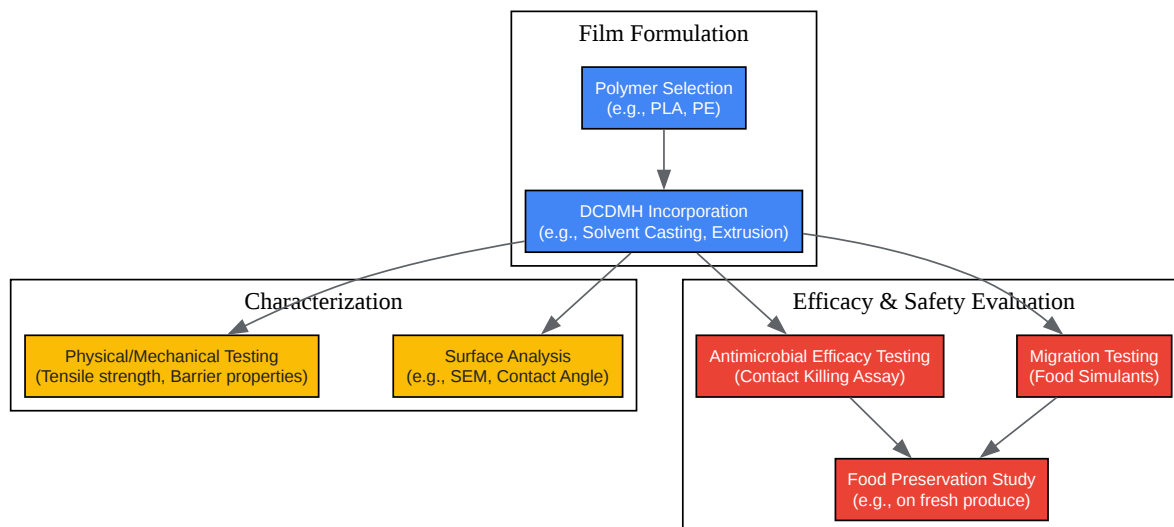 Film Formulation
Polymer Selection
(e.g., PLA, PE)
DCDMH Incorporation
(e.g., Solvent Casting, Extrusion)
Characterization
Physical/Mechanical Testing
(Tensile strength, Barrier properties)
Surface Analysis
(e.g., SEM, Contact Angle)
Efficacy & Safety Evaluation
Antimicrobial Efficacy Testing
(Contact Killing Assay)
Migration Testing
(Food Simulants)
Food Preservation Study
(e.g., on fresh produce)